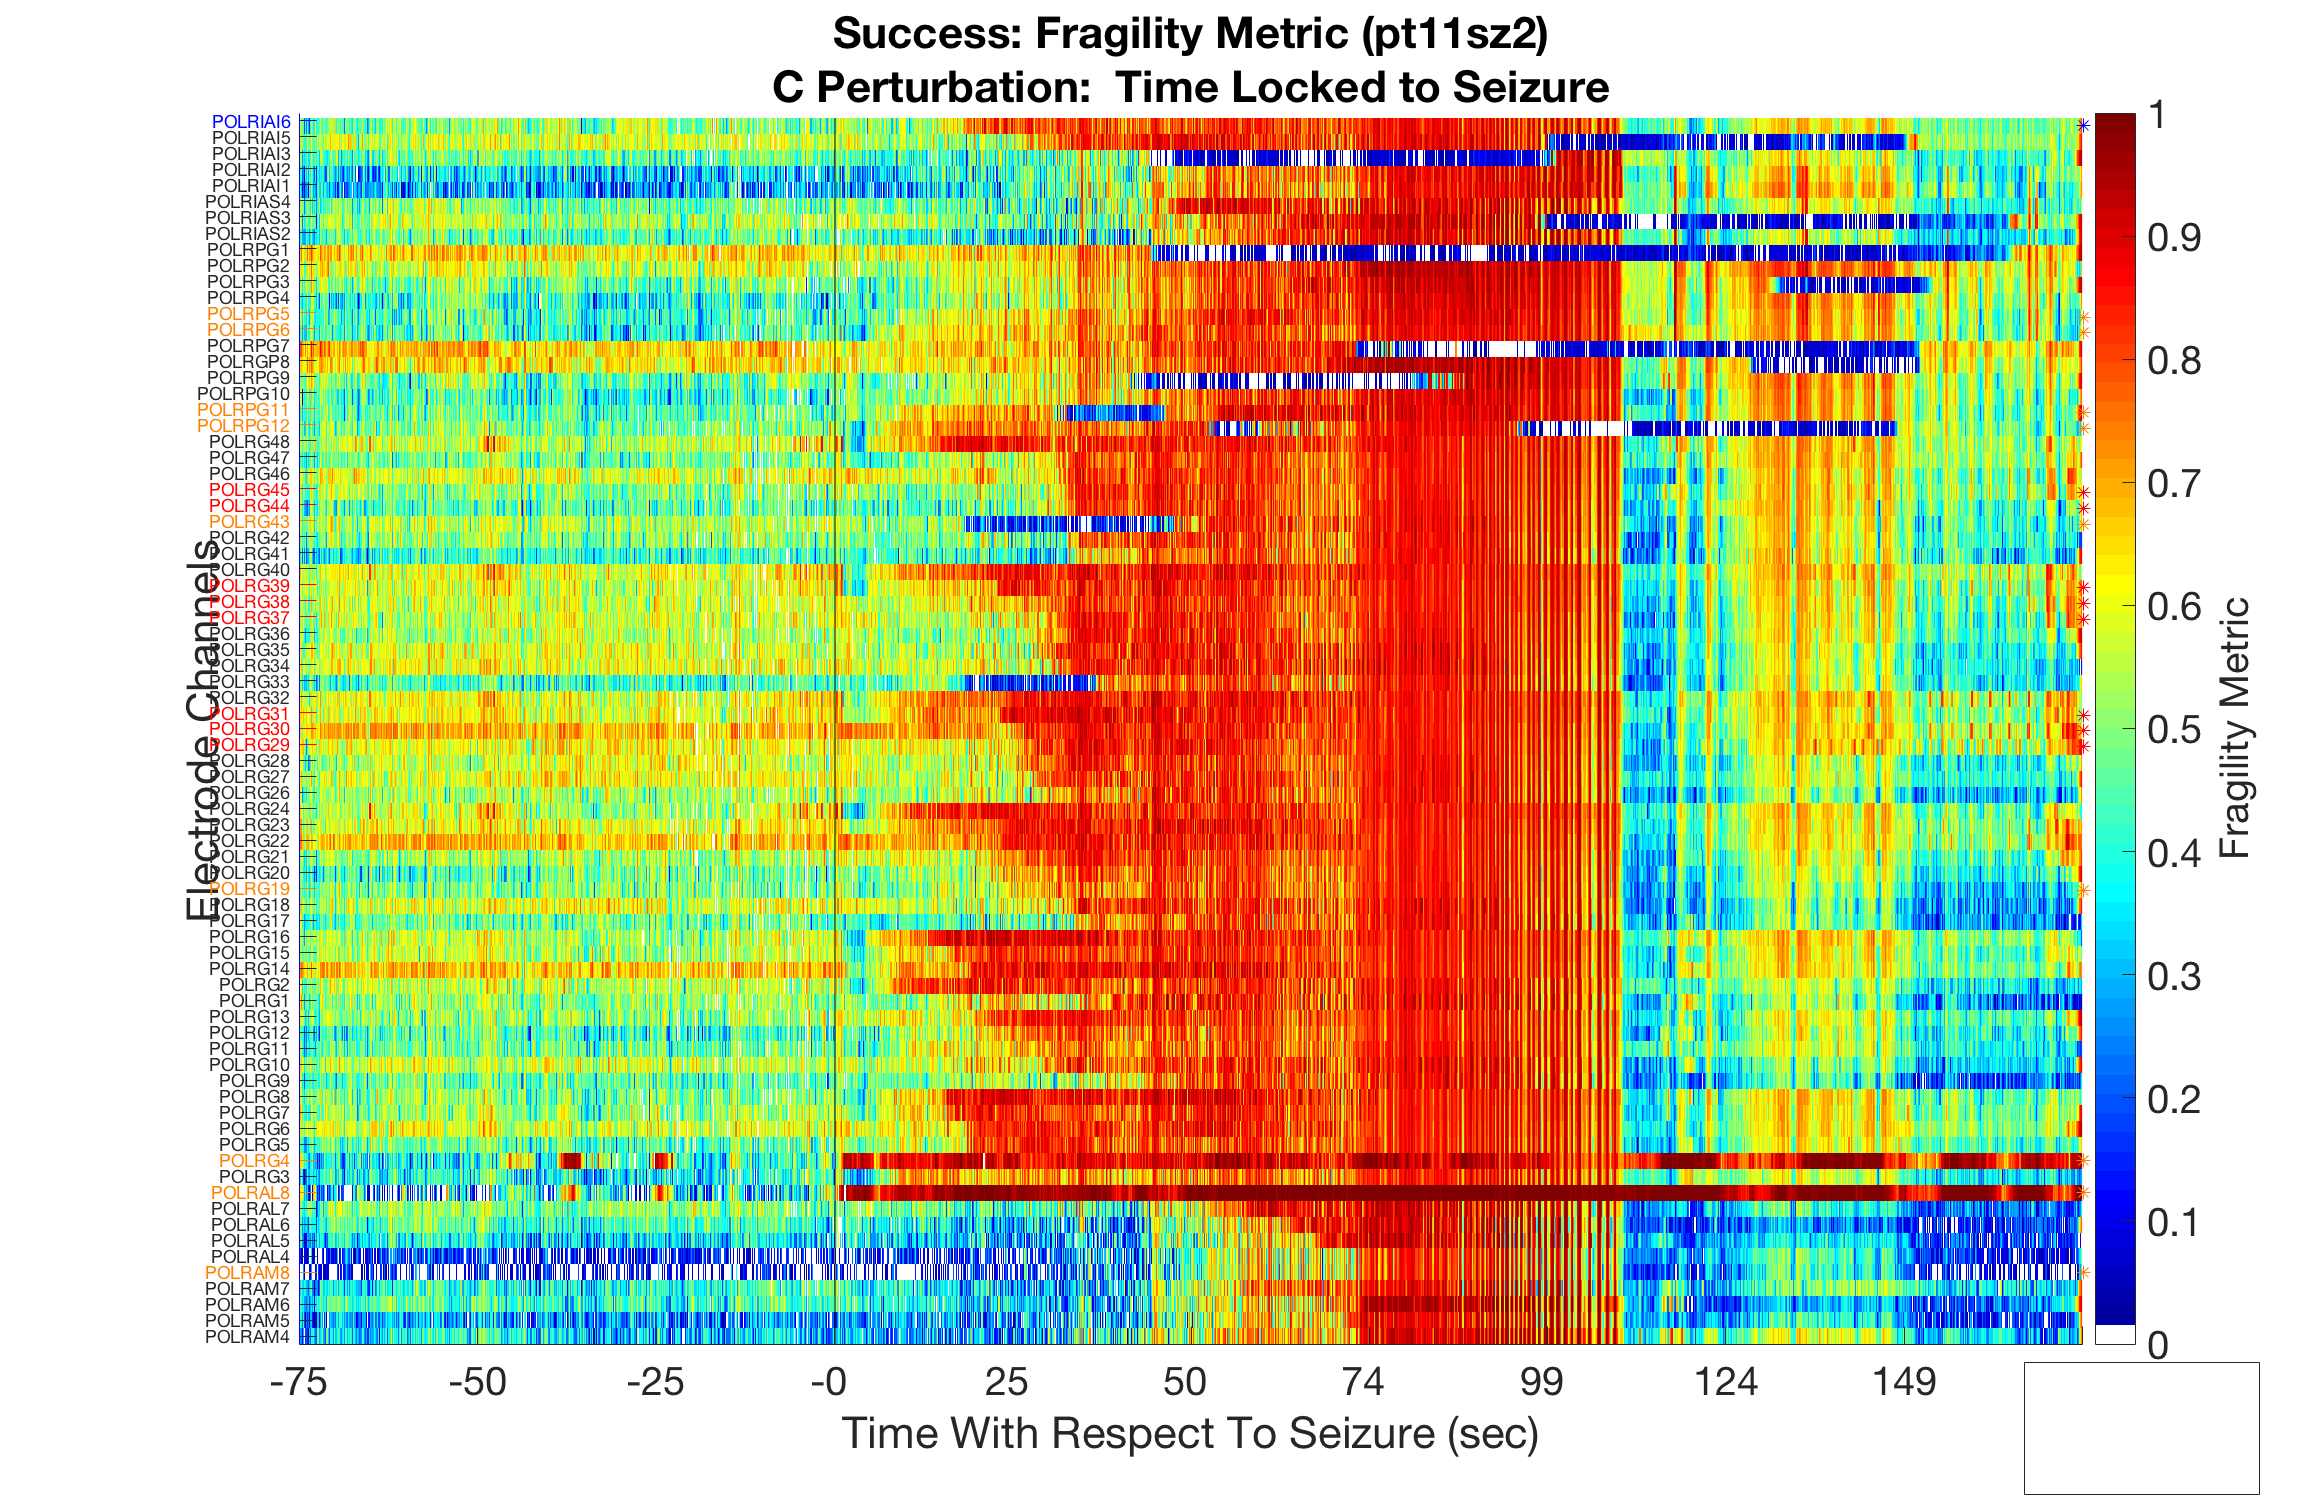 Success: Fragility Metric (pt11sz2)
C Perturbation: Time Locked to Seizure
POLRIAI6
POLRIAI5
POLRIAI3
POLRIAI2
POLRIAI1
POLRIAS4
POLRIAS3
POLRIAS2
POLRPG1
POLRPG2
POLRPG3
POLRPG4
POLRPG5
POLRPG6
POLRPG7
POLRGP8
POLRPG9
POLRPG10
POLRPG11
POLRPG12
POLRG48
POLRG47
POLRG46
POLRG45
POLRG44
POLRG43
POLRG42
POLRG41
POLRG40
POLRG39
POLRG38
POLRG37
POLRG36
POLRG35
POLRG34
POLRG33
POLRG32
POLRG31
POLRG30
POLRG29
POLRG28
POLRG27
POLRG26
POLRG24
POLRG23
POLRG22
POLRG21
POLRG20
POLRG19
POLRG18
POLRG17
POLRG16
POLRG15
POLRG14
POLRG2
POLRG1
POLRG13
POLRG12
POLRG11
POLRG10
POLRG9
POLRG8
POLRG7
POLRG6
POLRG5
POLRG4
POLRG3
POLRAL8
POLRAL7
POLRAL6
POLRAL5
POLRAL4
POLRAM8
POLRAM7
POLRAM6
POLRAM5
POLRAM4
Electrode Channels
-75 -50 -25 -0 25 50 74 99 124 149
Time With Respect To Seizure (sec)
1
0.9
0.8
0.7
0.6
0.5
0.4
0.3
0.2
0.1
0
Fragility Metric